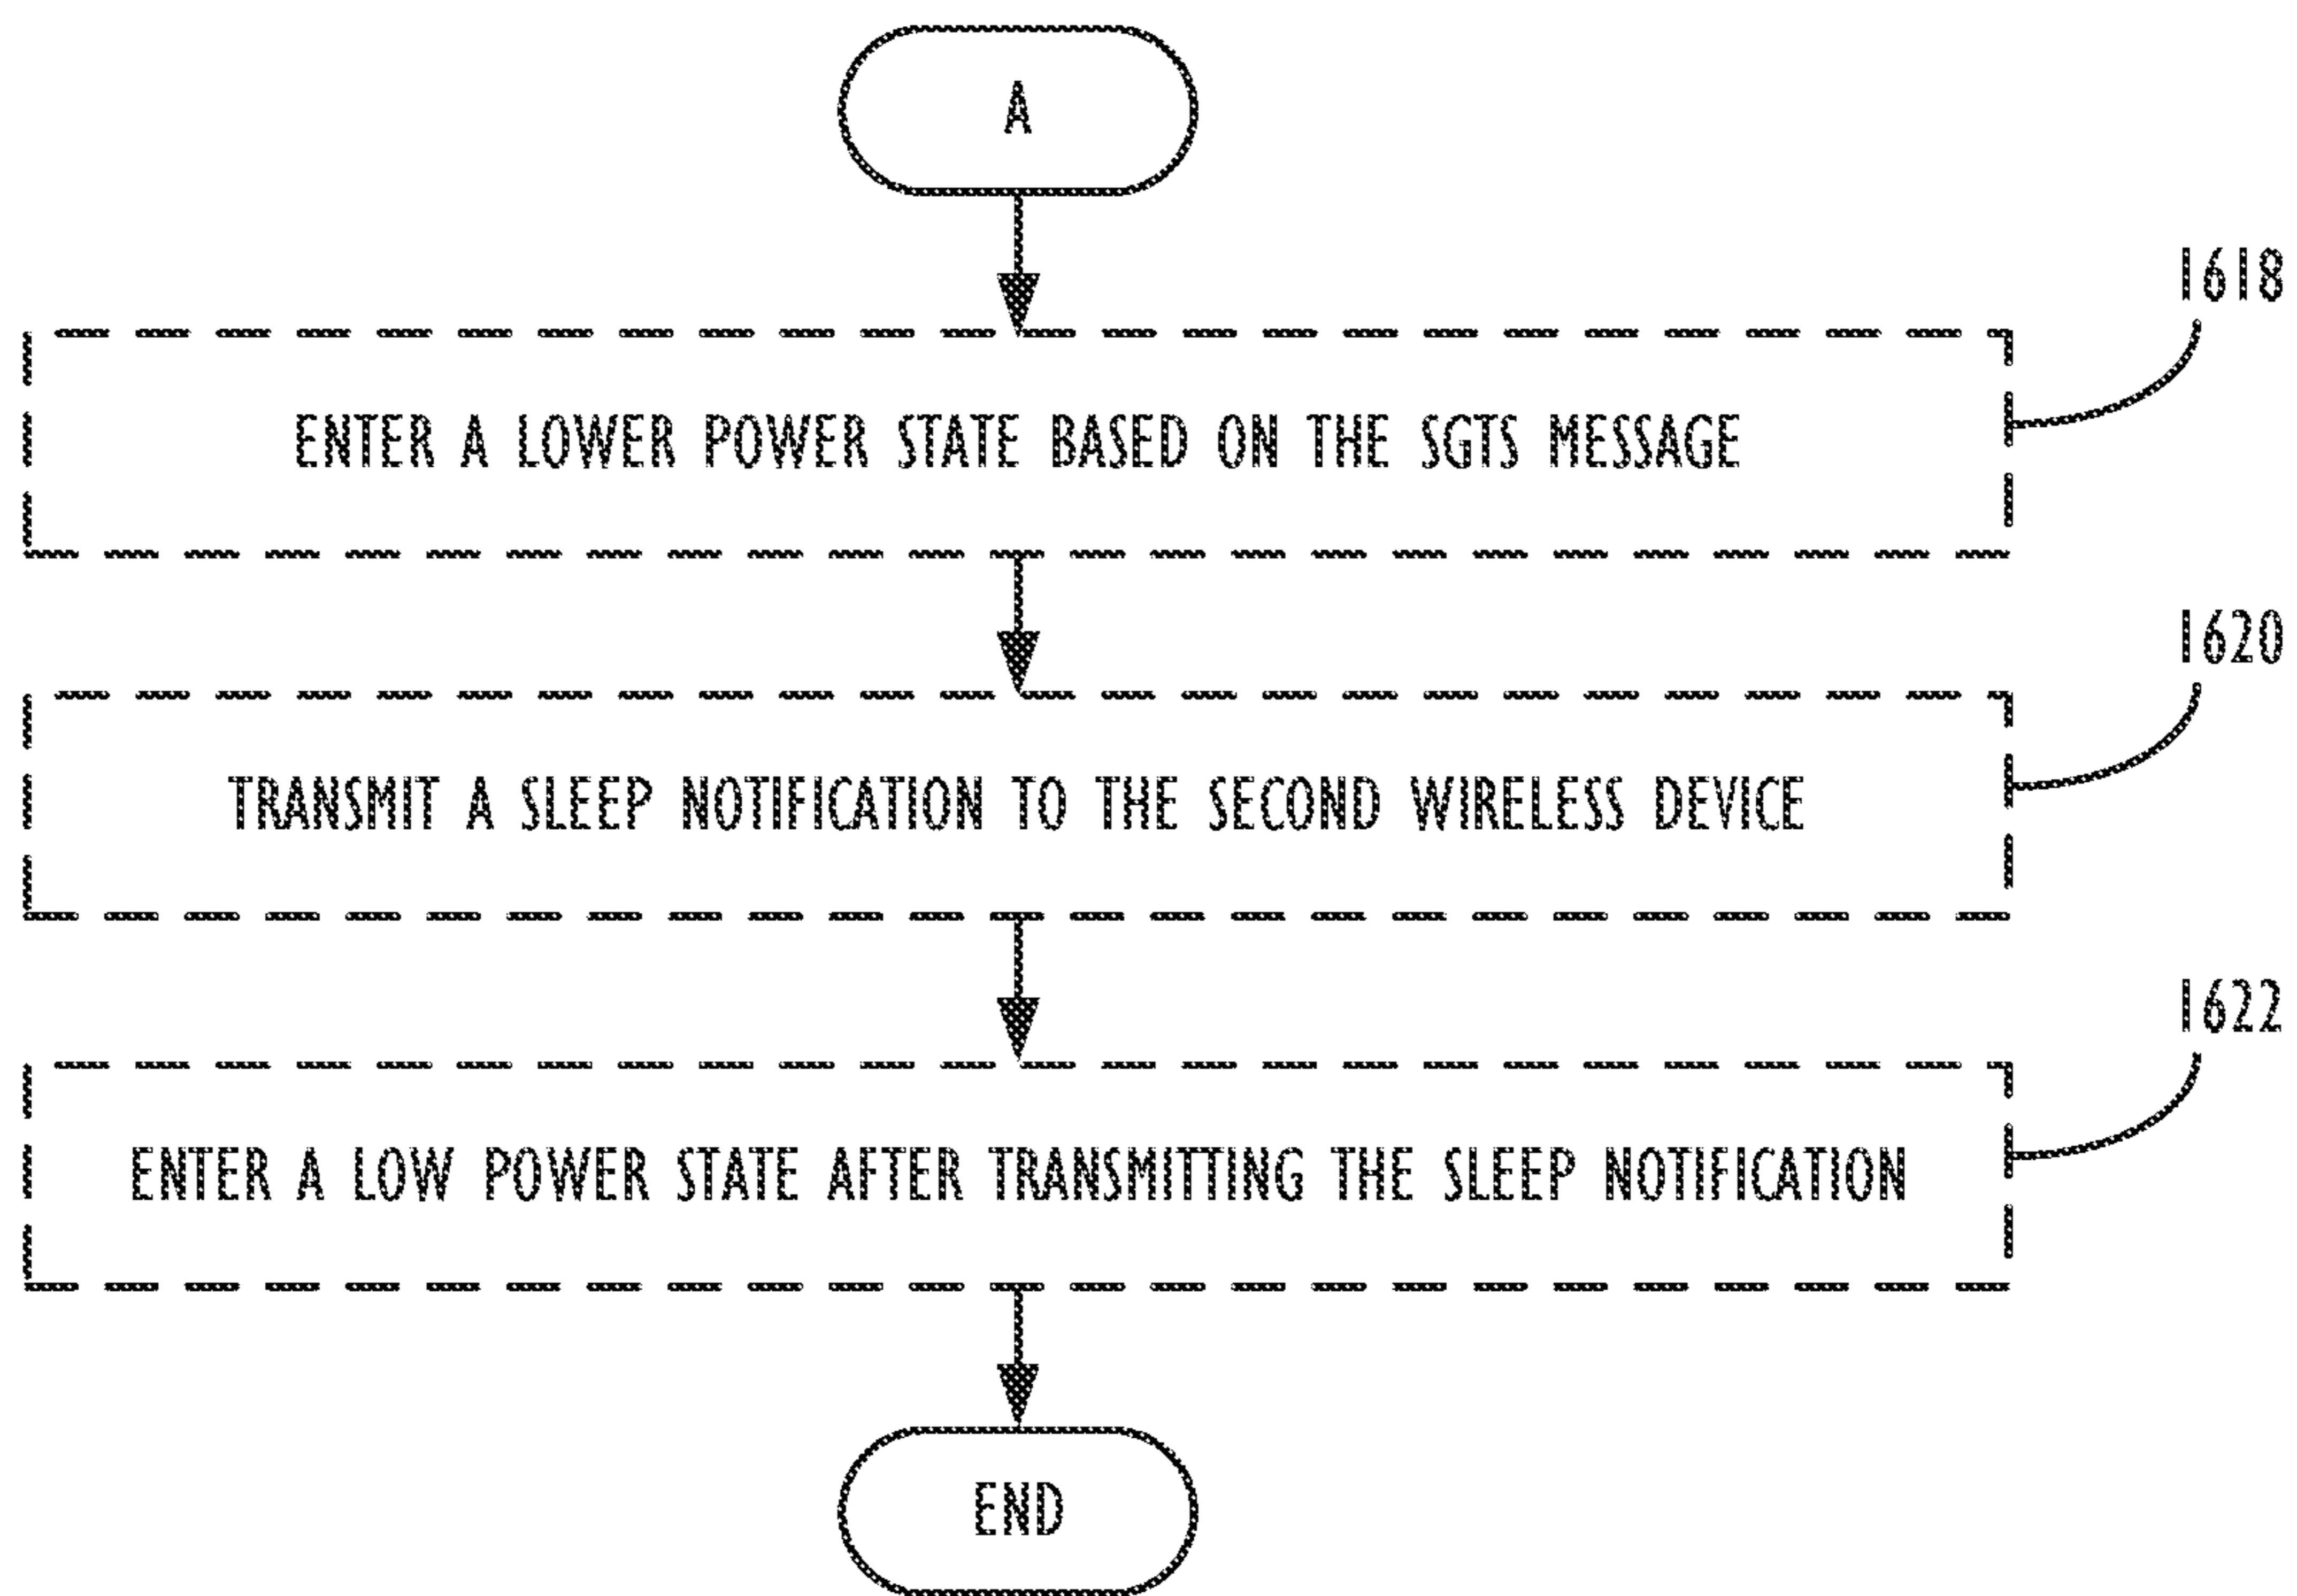 A
1618
ENTER A LOWER POWER STATE BASED ON THE SGTS MESSAGE
1620
TRANSMIT A SLEEP NOTIFICATION TO THE SECOND WIRELESS DEVICE
1622
ENTER A LOW POWER STATE AFTER TRANSMITTING THE SLEEP NOTIFICATION
END